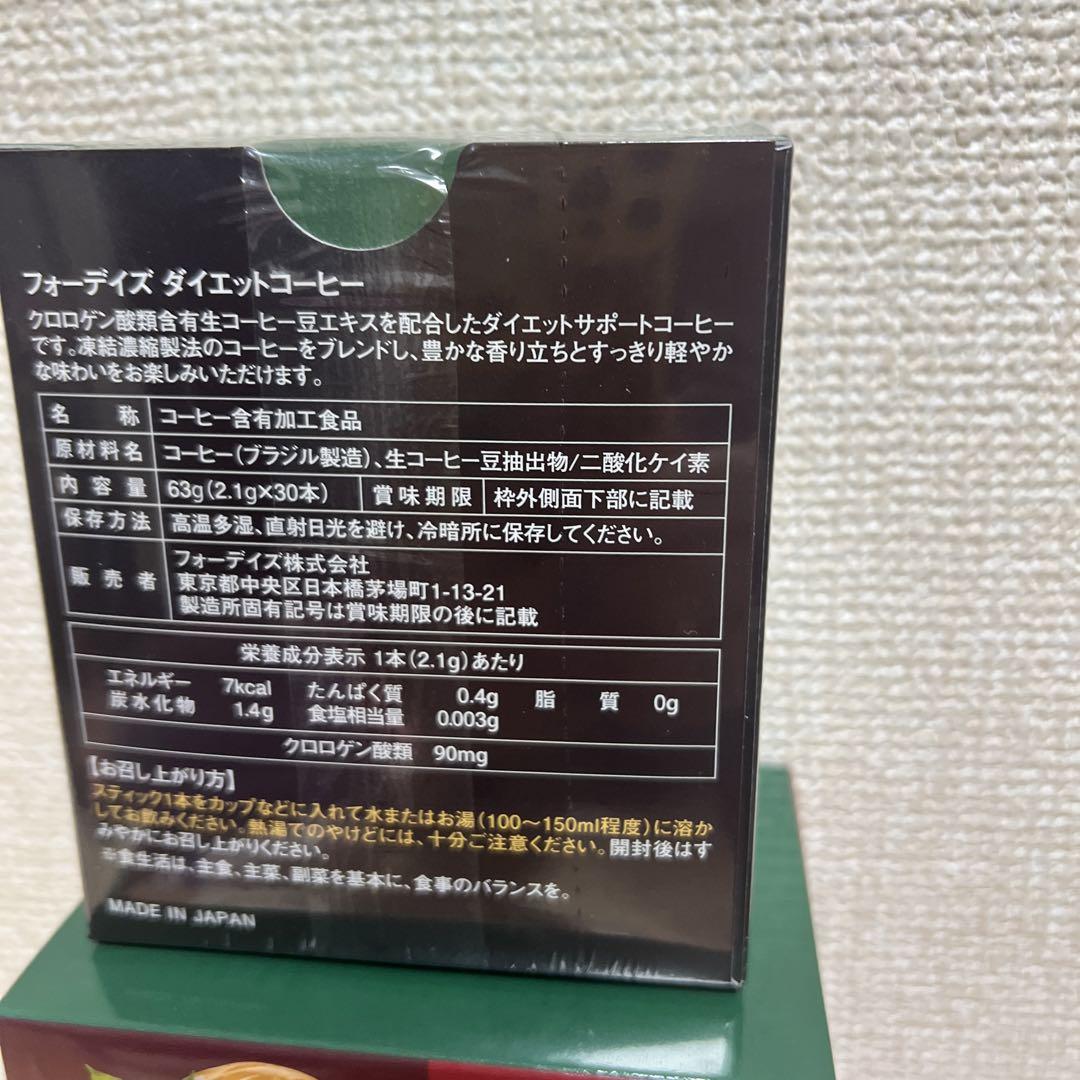 フォーデイズ ダイエットコーヒー
クロロゲン酸類含有生コーヒー豆エキスを配合したダイエットサポートコーヒー
です。凍結濃縮製法のコーヒーをブレンドし、豊かな香り立ちとすっきり軽やか
な味わいをお楽しみいただけます。
名称 コーヒー含有加工食品
原材料名 コーヒー(ブラジル製造)、生コーヒー豆抽出物/二酸化ケイ素
内容量 63g(2.1g×30本) 賞味期限 枠外側面下部に記載
保存方法 高温多湿、直射日光を避け、冷暗所に保存してください。
販売者 フォーデイズ株式会社
東京都中央区日本橋茅場町1-13-21
製造所固有記号は賞味期限の後に記載
栄養成分表示 1本(2.1g)あたり
エネルギー 7kcal たんぱく質 0.4g 脂質 0g
炭水化物 1.4g 食塩相当量 0.003g
クロロゲン酸類 90mg
【お召し上がり方】
スティック1本をカップなどに入れて水またはお湯(100〜150ml程度)に溶か
してお飲みください。熱湯でのやけどには、十分ご注意ください。開封後はす
みやかにお召し上がりください。
※食生活は、主食、主菜、副菜を基本に、食事のバランスを。
MADE IN JAPAN